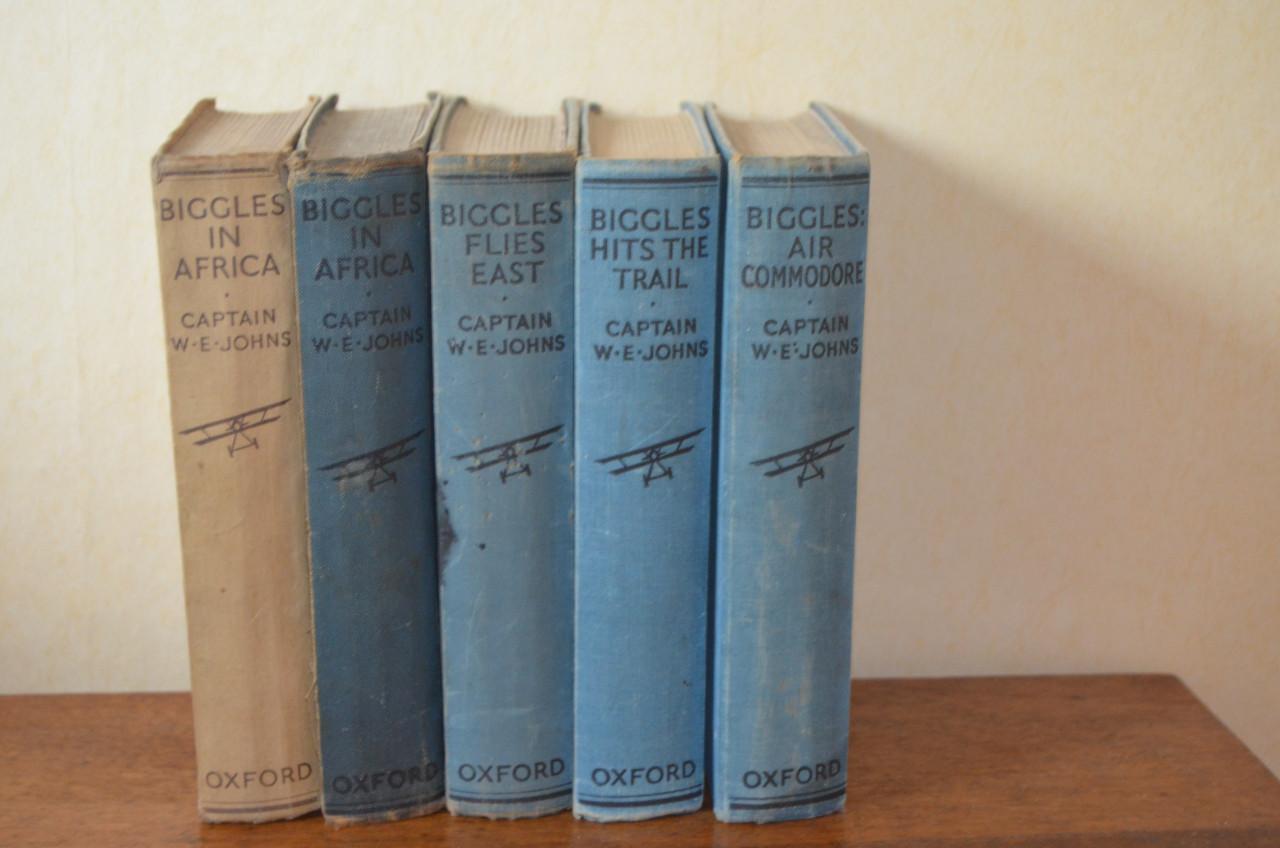 BIGGLES
IN
AFRICA
CAPTAIN
W·E·JOHNS
OXFORD
BIGGLES
IN
AFRICA
CAPTAIN
W·E·JOHNS
OXFORD
BIGGLES
FLIES
EAST
CAPTAIN
W·E·JOHNS
OXFORD
BIGGLES
HITS THE
TRAIL
CAPTAIN
W·E·JOHNS
OXFORD
BIGGLES:
AIR
COMMODORE
CAPTAIN
W·E·JOHNS
OXFORD